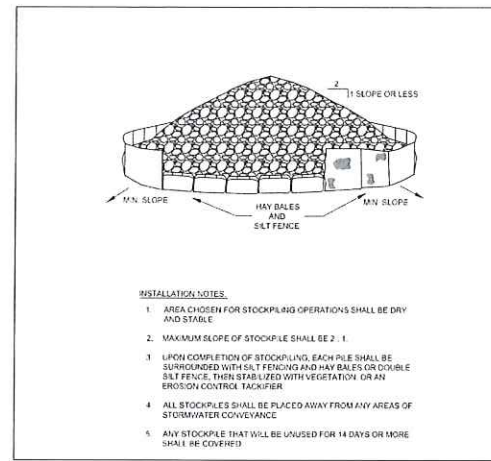 2
1 SLOPE OR LESS
MIN. SLOPE
HAY BALES
AND
SILT FENCE
MIN. SLOPE
INSTALLATION NOTES:
1. AREA CHOSEN FOR STOCKPILING OPERATIONS SHALL BE DRY
AND STABLE
2. MAXIMUM SLOPE OF STOCKPILE SHALL BE 2 : 1.
3 UPON COMPLETION OF STOCKPILING, EACH PILE SHALL BE
SURROUNDED WITH SILT FENCING AND HAY BALES OR DOUBLE
SILT FENCE, THEN STABILIZED WITH VEGETATION OR AN
EROSION CONTROL TACKIFIER
4 ALL STOCKPILES SHALL BE PLACED AWAY FROM ANY AREAS OF
STORMWATER CONVEYANCE
5 ANY STOCKPILE THAT WILL BE UNUSED FOR 14 DAYS OR MORE
SHALL BE COVERED